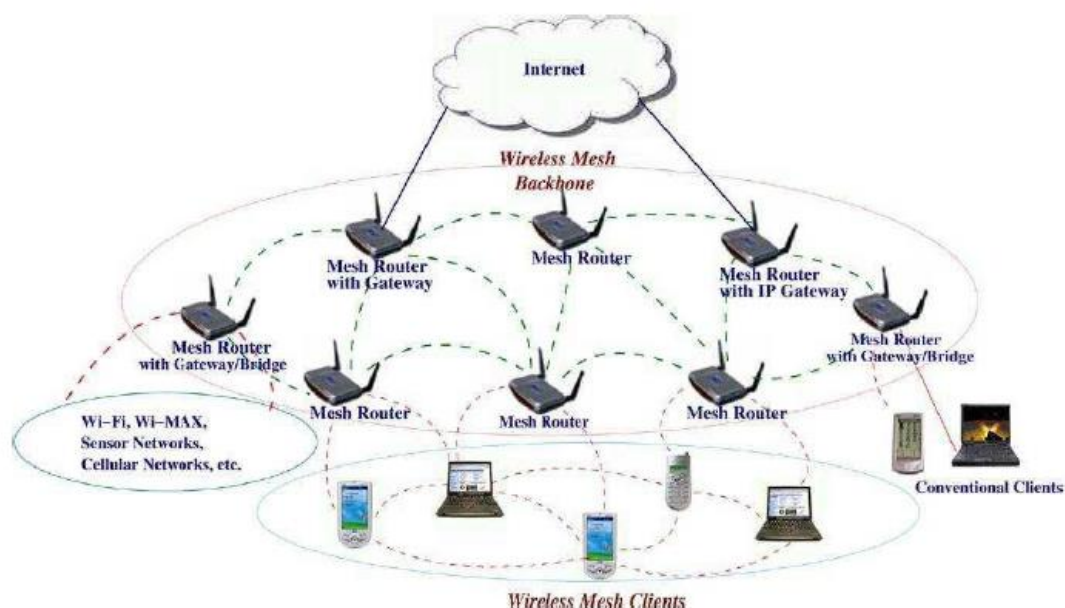 Internet
Wireless Mesh
Backbone
Mesh Router
with Gateway
Mesh Router
Mesh Router
with IP Gateway
Mesh Router
with Gateway/Bridge
Mesh Router
with Gateway/Bridge
Mesh Router
Mesh Router
Mesh Router
Wi-Fi, Wi-MAX,
Sensor Networks,
Cellular Networks, etc.
Conventional Clients
Wireless Mesh Clients